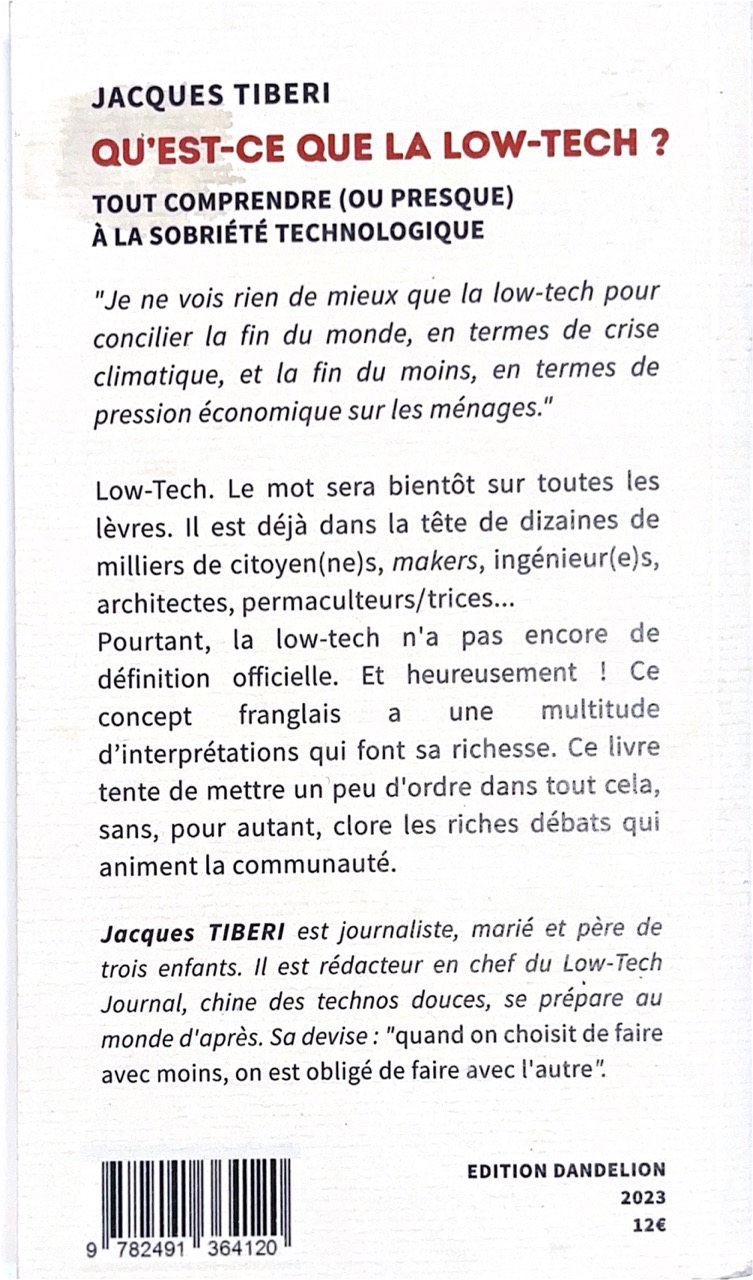 JACQUES TIBERI
QU'EST-CE QUE LA LOW-TECH ?
TOUT COMPRENDRE (OU PRESQUE)
À LA SOBRIÉTÉ TECHNOLOGIQUE
"Je ne vois rien de mieux que la low-tech pour
concilier la fin du monde, en termes de crise
climatique, et la fin du moins, en termes de
pression économique sur les ménages."
Low-Tech. Le mot sera bientôt sur toutes les
lèvres. Il est déjà dans la tête de dizaines de
milliers de citoyen(ne)s, makers, ingénieur(e)s,
architectes, permaculteurs/trices...
Pourtant, la low-tech n'a pas encore de
définition officielle. Et heureusement ! Ce
concept franglais a une multitude
d'interprétations qui font sa richesse. Ce livre
tente de mettre un peu d'ordre dans tout cela,
sans, pour autant, clore les riches débats qui
animent la communauté.
Jacques TIBERI est journaliste, marié et père de
trois enfants. Il est rédacteur en chef du Low-Tech
Journal, chine des technos douces, se prépare au
monde d'après. Sa devise : "quand on choisit de faire
avec moins, on est obligé de faire avec l'autre".
EDITION DANDELION
2023
12€
9 782491 364120